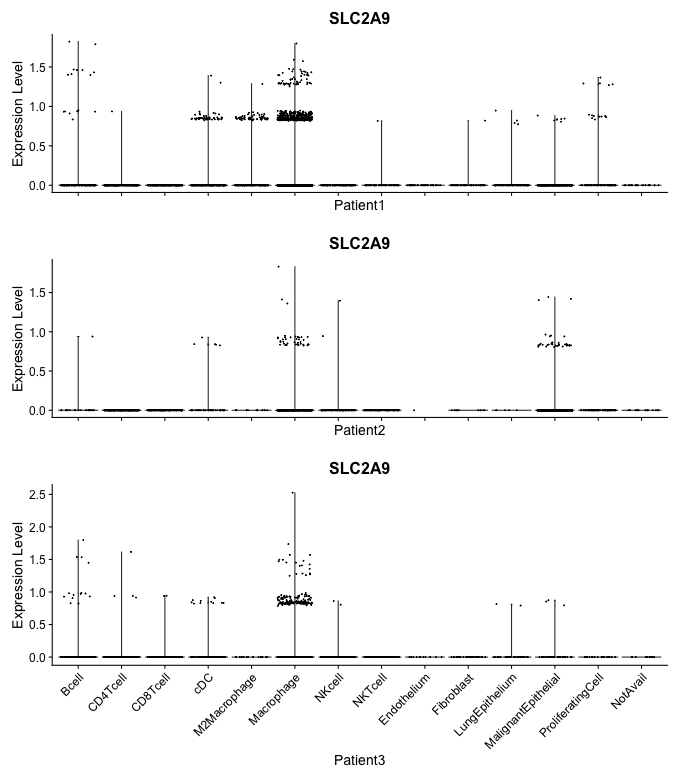 SLC2A9
Expression Level
1.5
1.0
0.5
0.0
Patient1
SLC2A9
Expression Level
1.5
1.0
0.5
0.0
Patient2
SLC2A9
Expression Level
2.5
2.0
1.5
1.0
0.5
0.0
Bcell
CD4Tcell
CD8Tcell
cDC
M2Macrophage
Macrophage
NKcell
NKTcell
Endothelium
Fibroblast
LungEpithelium
MalignantEpithelial
ProliferatingCell
NotAvail
Patient3